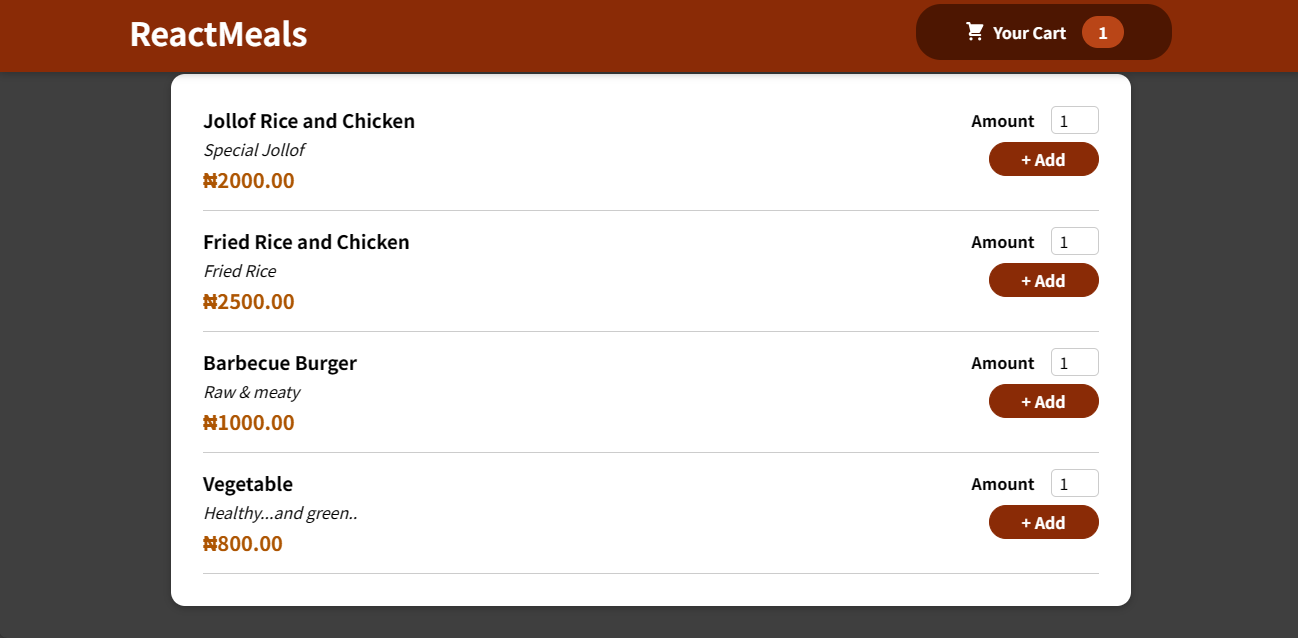 ReactMeals
Your Cart 1
Jollof Rice and Chicken
Special Jollof
₦2000.00
Amount 1
+ Add
Fried Rice and Chicken
Fried Rice
₦2500.00
Amount 1
+ Add
Barbecue Burger
Raw & meaty
₦1000.00
Amount 1
+ Add
Vegetable
Healthy...and green..
₦800.00
Amount 1
+ Add